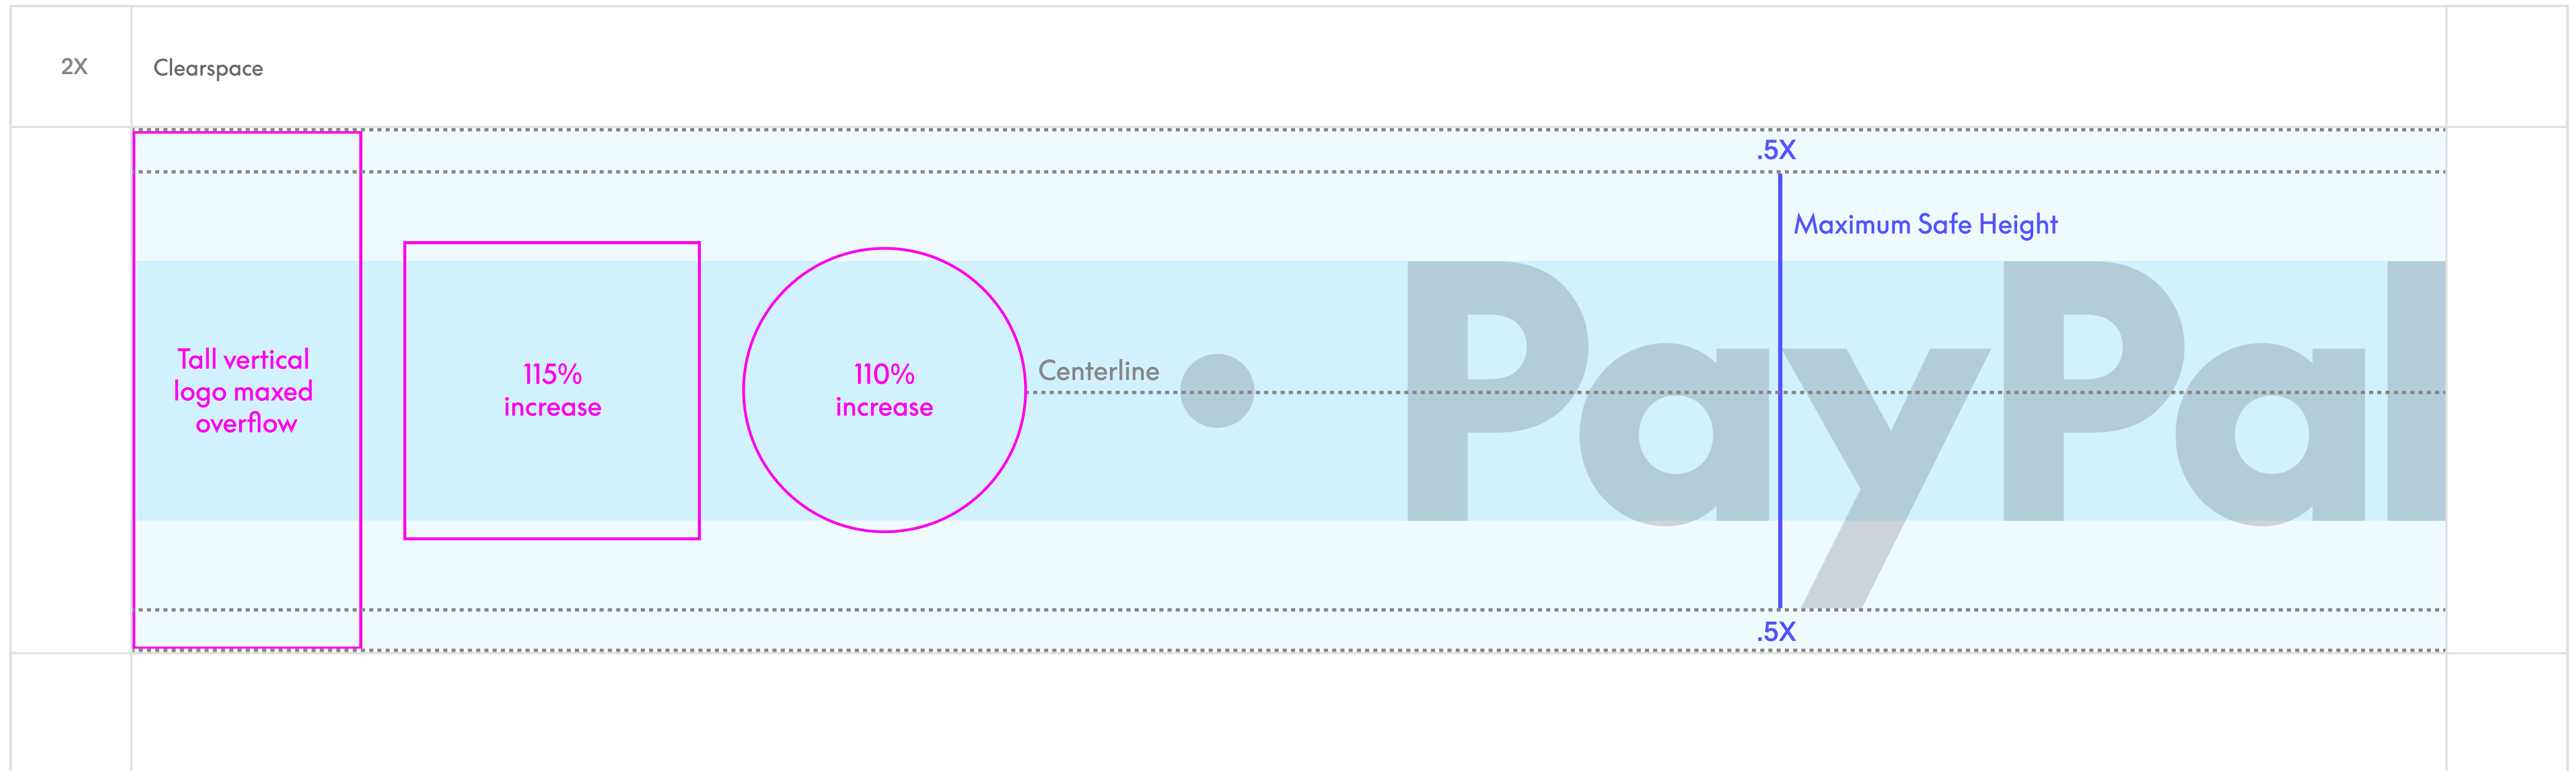 2X
Clearspace
.5X
Maximum Safe Height
Tall vertical
logo maxed
overflow
115%
increase
110%
increase
Centerline
PayPal
.5X